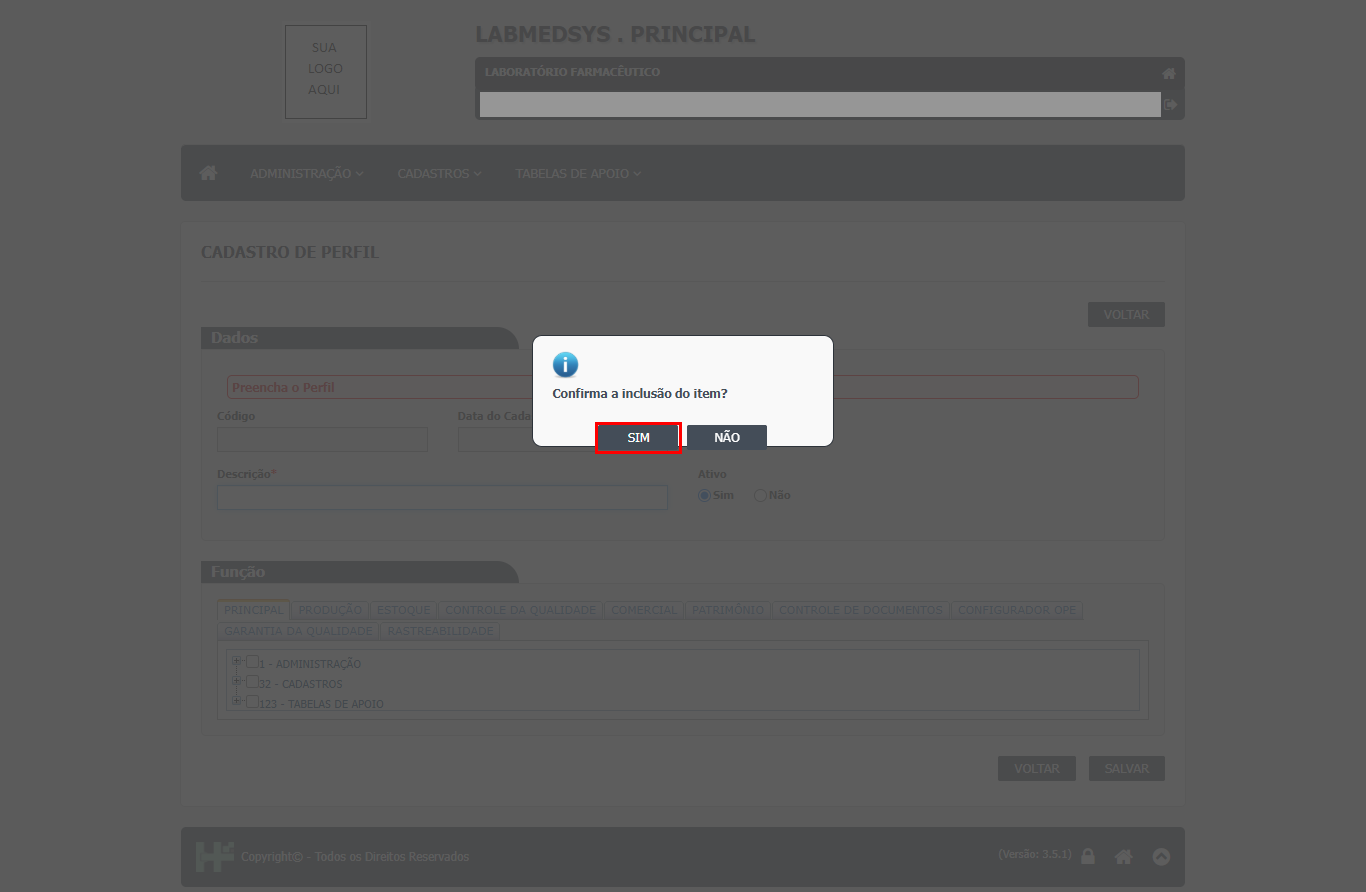 SUA
LOGO
AQUI
LABMEDSYS . PRINCIPAL
LABORATÓRIO FARMACÊUTICO
ADMINISTRAÇÃO
CADASTROS
TABELAS DE APOIO
CADASTRO DE PERFIL
VOLTAR
Dados
Preencha o Perfil
Código
Data do Cada
Confirma a inclusão do item?
SIM
NÃO
Descrição*
Ativo
Sim
Não
Função
PRINCIPAL
PRODUÇÃO
ESTOQUE
CONTROLE DA QUALIDADE
COMERCIAL
PATRIMÔNIO
CONTROLE DE DOCUMENTOS
CONFIGURADOR OPE
GARANTIA DA QUALIDADE
RASTREABILIDADE
1 - ADMINISTRAÇÃO
32 - CADASTROS
123 - TABELAS DE APOIO
VOLTAR
SALVAR
Copyright© - Todos os Direitos Reservados
(Versão: 3.5.1)